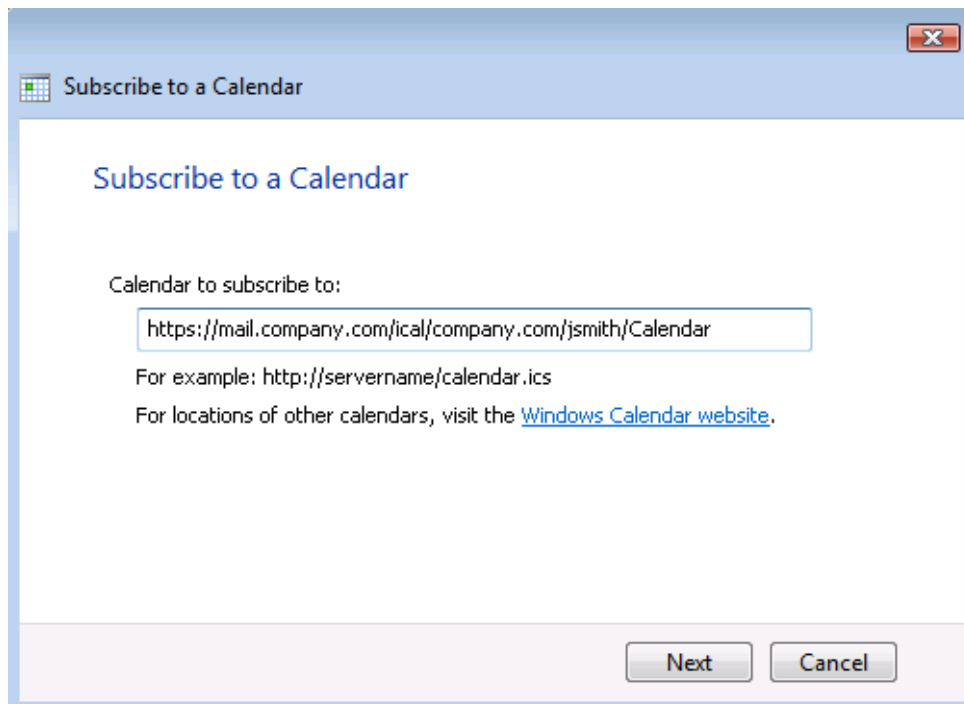 Subscribe to a Calendar
Subscribe to a Calendar
Calendar to subscribe to:
https://mail.company.com/ical/company.com/jsmith/Calendar
For example: http://servername/calendar.ics
For locations of other calendars, visit the Windows Calendar website.
Next Cancel